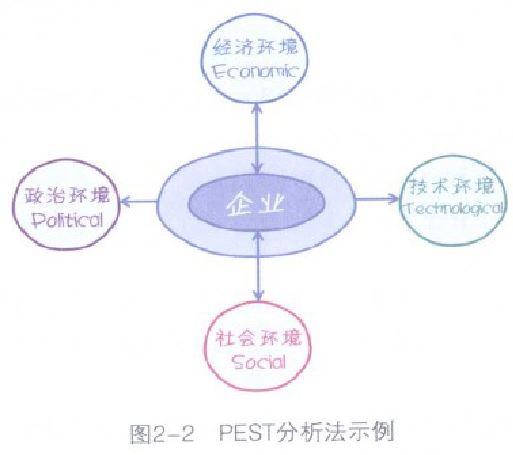 经济环境
Economic
政治环境
Political
企业
技术环境
Technological
社会环境
Social
图2-2 PEST分析法示例